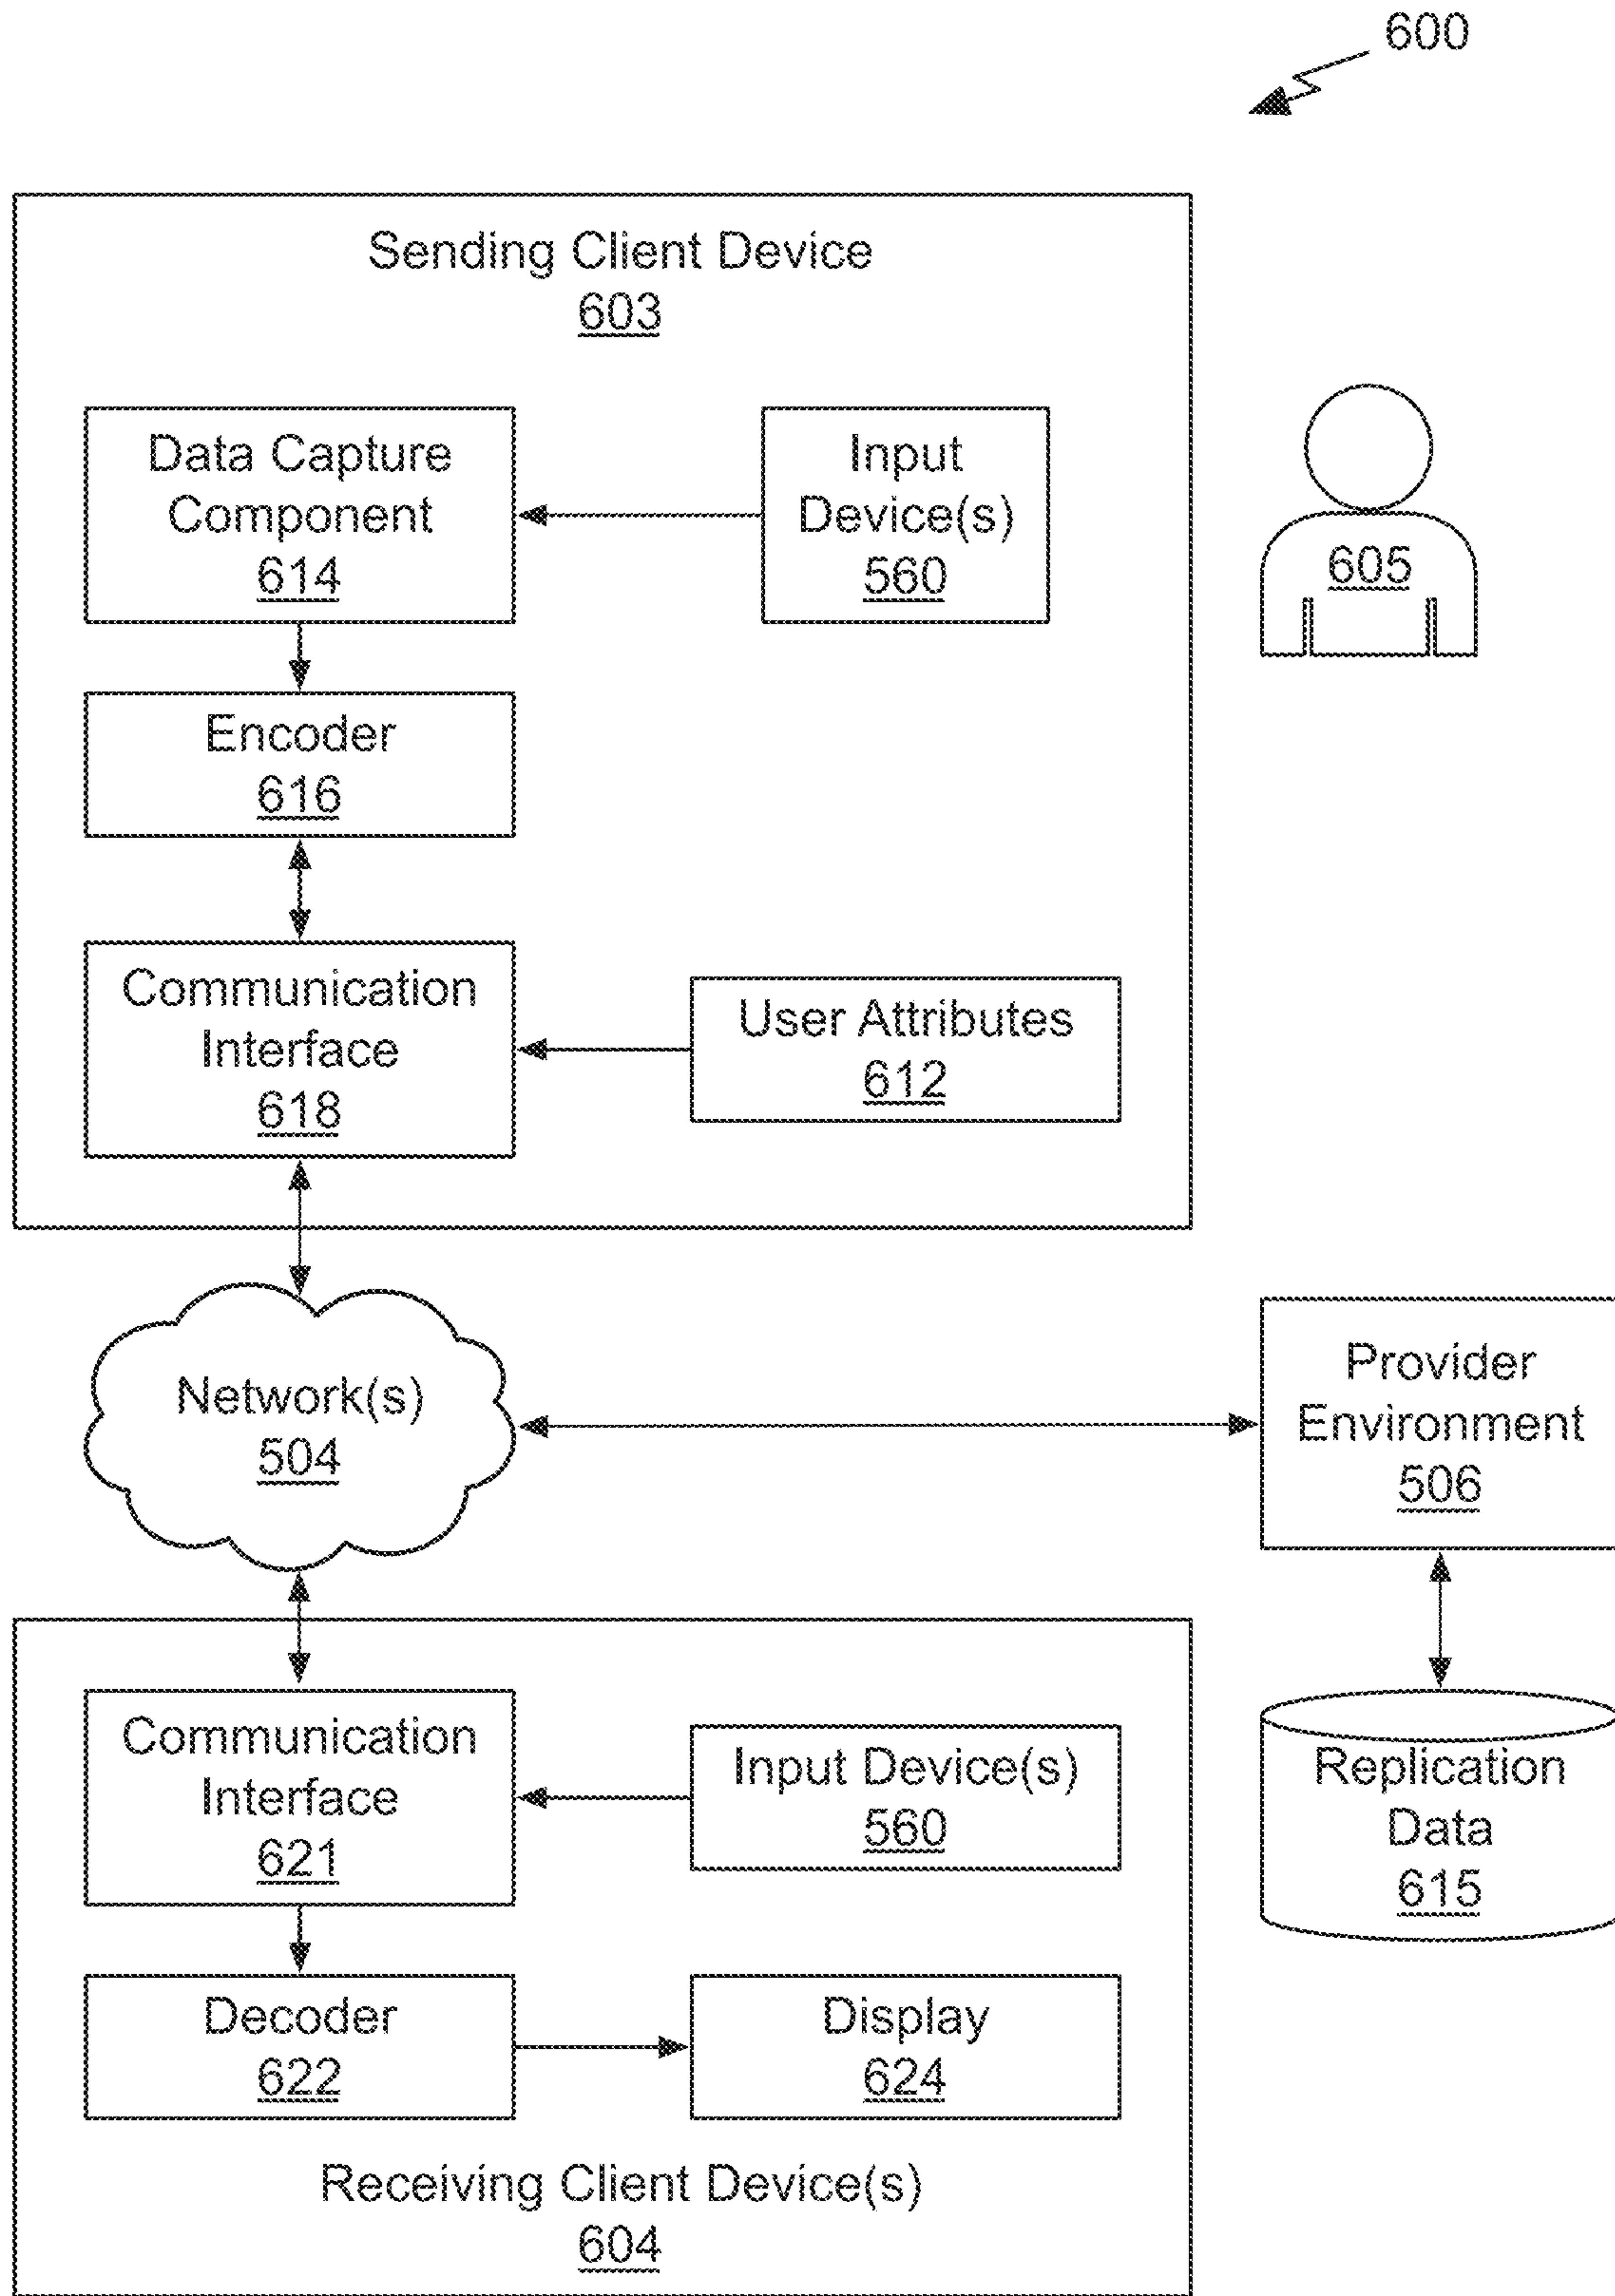 600
Sending Client Device
603
Data Capture
Component
614
Input
Device(s)
560
605
Encoder
616
Communication
Interface
618
User Attributes
612
Network(s)
504
Provider
Environment
506
Communication
Interface
621
Input Device(s)
560
Replication
Data
615
Decoder
622
Display
624
Receiving Client Device(s)
604